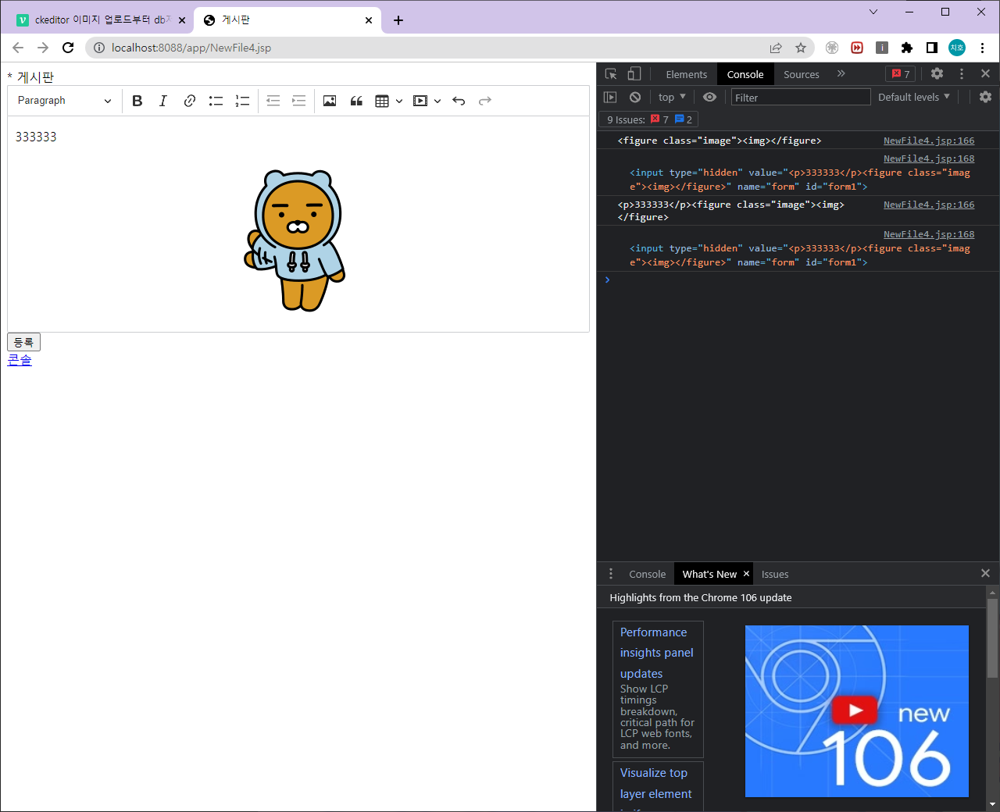 ckeditor 이미지 업로드부터 db저
게시판
localhost:8088/app/NewFile4.jsp
치호
* 게시판
Paragraph
333333
등록
콘솔
Elements
Console
Sources
7
top
Filter
Default levels
9 Issues: 7 2
<figure class="image"><img></figure>
NewFile4.jsp:166
NewFile4.jsp:168
<input type="hidden" value="<p>333333</p><figure class="imag
e"><img></figure>" name="form" id="form1">
<p>333333</p><figure class="image"><img>
</figure>
NewFile4.jsp:166
NewFile4.jsp:168
<input type="hidden" value="<p>333333</p><figure class="imag
e"><img></figure>" name="form" id="form1">
Console
What's New
Issues
Highlights from the Chrome 106 update
Performance
insights panel
updates
Show LCP
timings
breakdown,
critical path for
LCP web fonts,
and more.
Visualize top
layer element
new
106